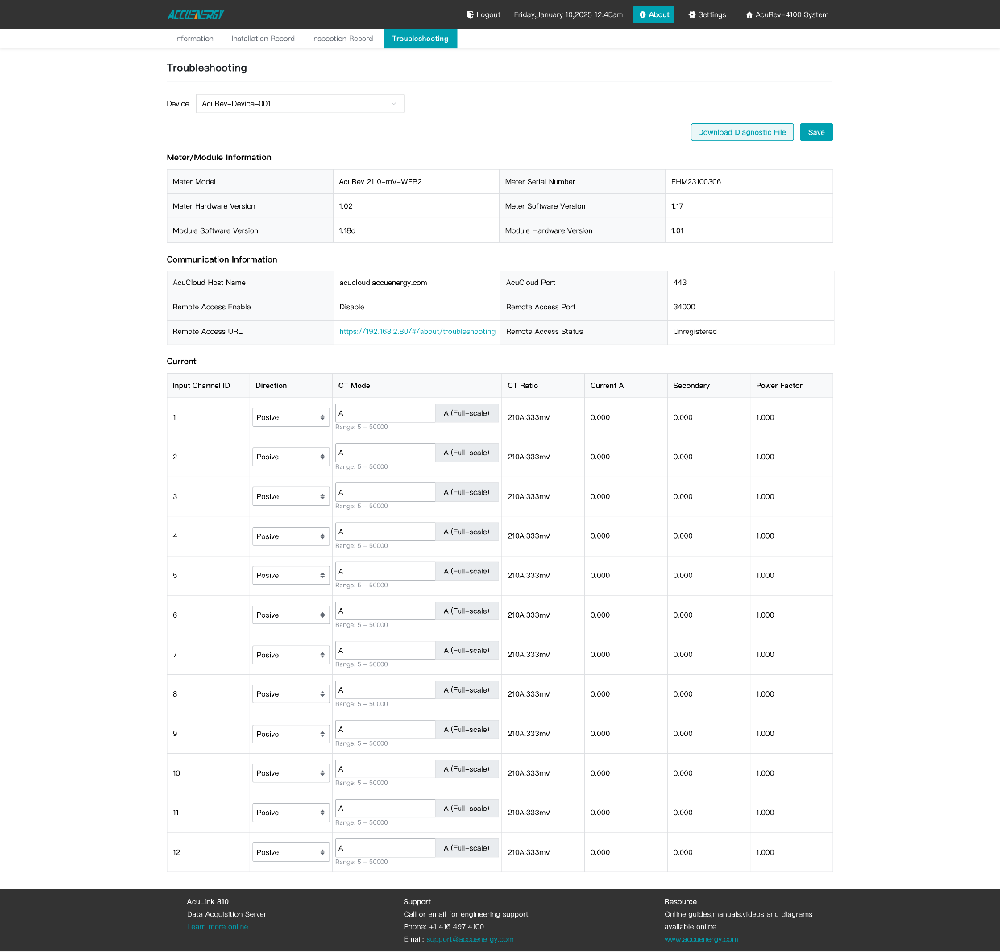 ACCUENERGY
Logout Friday,January 10,2025 12:45am About Settings AcuRev-4100 System
Information Installation Record Inspection Record Troubleshooting
Troubleshooting
Device AcuRev-Device-001
Download Diagnostic File Save
Meter/Module Information
Meter Model AcuRev 2110-mV-WEB2 Meter Serial Number EHM23100306
Meter Hardware Version 1.02 Meter Software Version 1.17
Module Software Version 1.18d Module Hardware Version 1.01
Communication Information
AcuCloud Host Name acucloud.accuenergy.com AcuCloud Port 443
Remote Access Enable Disable Remote Access Port 34000
Remote Access URL https://192.168.2.80/#/about/troubleshooting Remote Access Status Unregistered
Current
Input Channel ID Direction CT Model CT Ratio Current A Secondary Power Factor
1 Posive A A (Full-scale) 210A:333mV 0.000 0.000 1.000
Range: 5 - 50000
2 Posive A A (Full-scale) 210A:333mV 0.000 0.000 1.000
Range: 5 - 50000
3 Posive A A (Full-scale) 210A:333mV 0.000 0.000 1.000
Range: 5 - 50000
4 Posive A A (Full-scale) 210A:333mV 0.000 0.000 1.000
Range: 5 - 50000
5 Posive A A (Full-scale) 210A:333mV 0.000 0.000 1.000
Range: 5 - 50000
6 Posive A A (Full-scale) 210A:333mV 0.000 0.000 1.000
Range: 5 - 50000
7 Posive A A (Full-scale) 210A:333mV 0.000 0.000 1.000
Range: 5 - 50000
8 Posive A A (Full-scale) 210A:333mV 0.000 0.000 1.000
Range: 5 - 50000
9 Posive A A (Full-scale) 210A:333mV 0.000 0.000 1.000
Range: 5 - 50000
10 Posive A A (Full-scale) 210A:333mV 0.000 0.000 1.000
Range: 5 - 50000
11 Posive A A (Full-scale) 210A:333mV 0.000 0.000 1.000
Range: 5 - 50000
12 Posive A A (Full-scale) 210A:333mV 0.000 0.000 1.000
Range: 5 - 50000
AcuLink 810
Data Acquisition Server
Learn more online
Support
Call or email for engineering support
Phone: +1 416 497 4100
Email: support@accuenergy.com
Resource
Online guides,manuals,videos and diagrams
available online
www.accuenergy.com